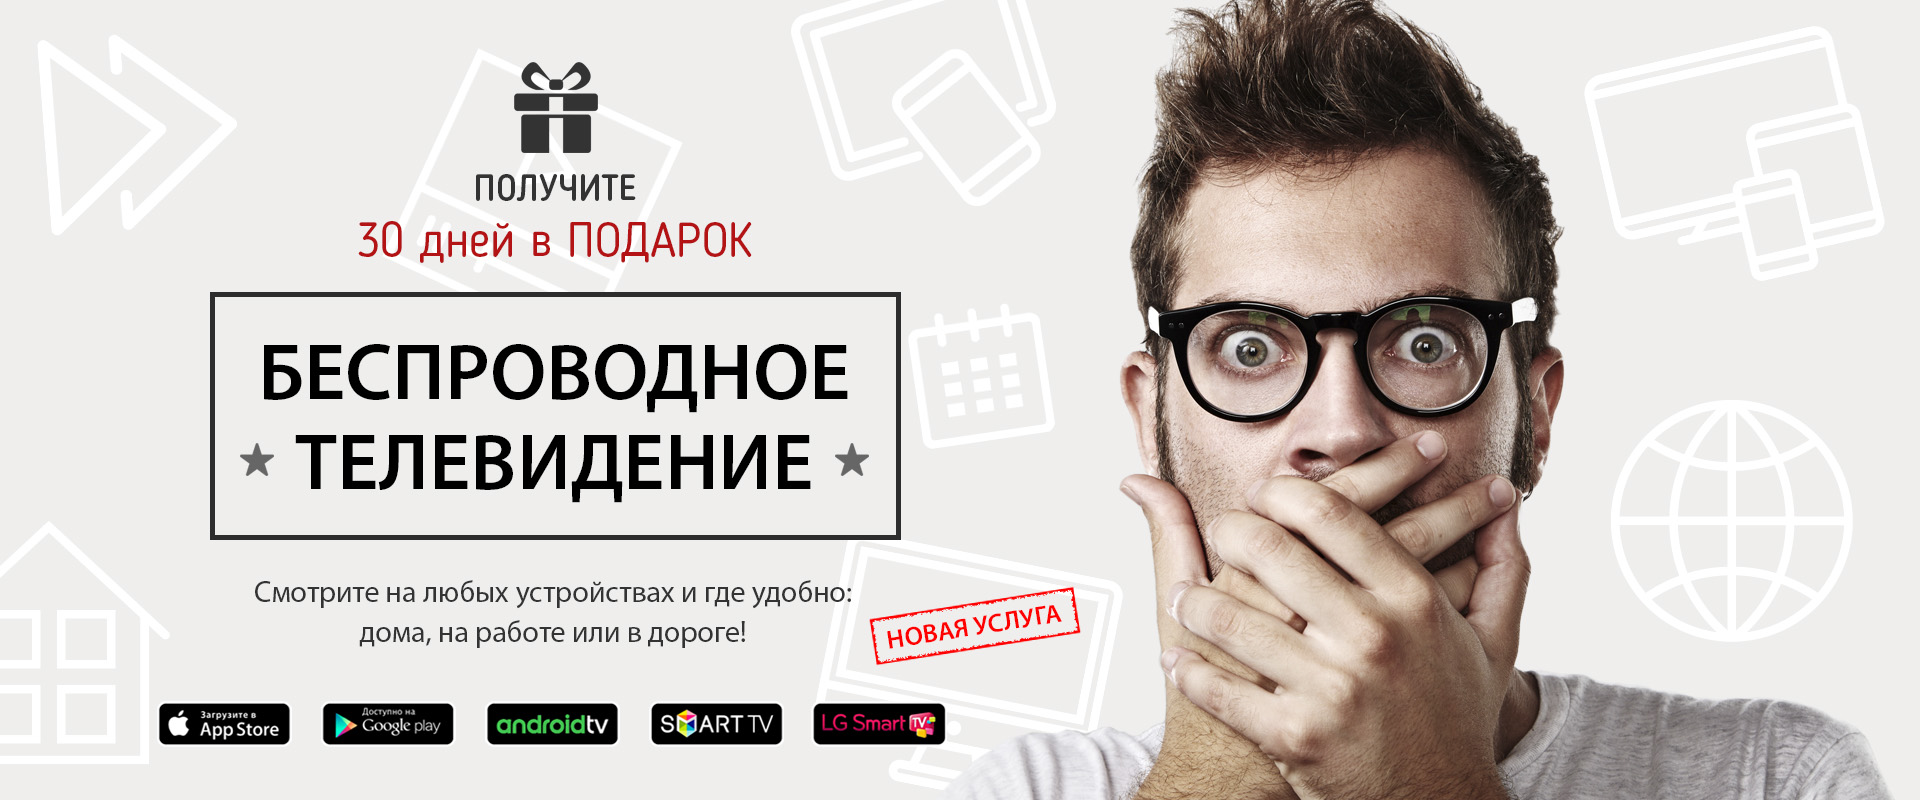 ПОЛУЧИТЕ
30 дней в ПОДАРОК
БЕСПРОВОДНОЕ
ТЕЛЕВИДЕНИЕ
Смотрите на любых устройствах и где удобно:
дома, на работе или в дороге!
НОВАЯ УСЛУГА
Загрузите в
App Store
Доступно на
Google play
androidtv
SMART TV
LG Smart TV